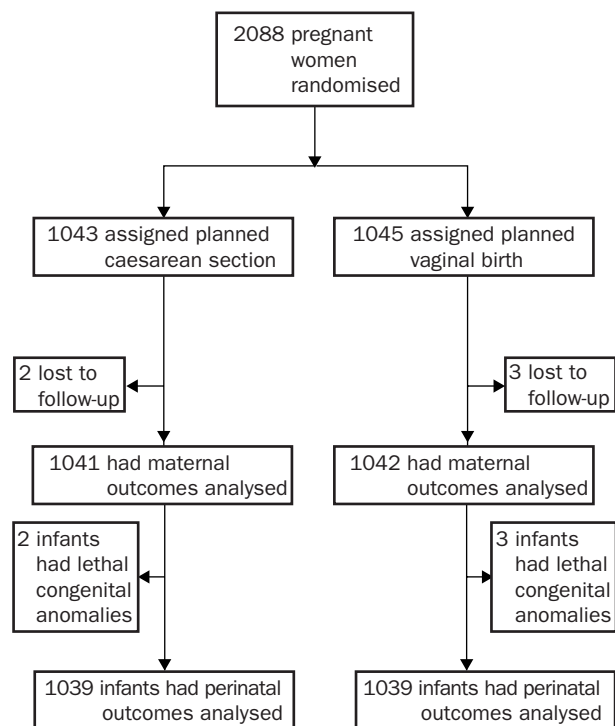 2088 pregnant
women
randomised
1043 assigned planned
caesarean section
1045 assigned planned
vaginal birth
2 lost to
follow-up
3 lost to
follow-up
1041 had maternal
outcomes analysed
1042 had maternal
outcomes analysed
2 infants
had lethal
congenital
anomalies
3 infants
had lethal
congenital
anomalies
1039 infants had perinatal
outcomes analysed
1039 infants had perinatal
outcomes analysed